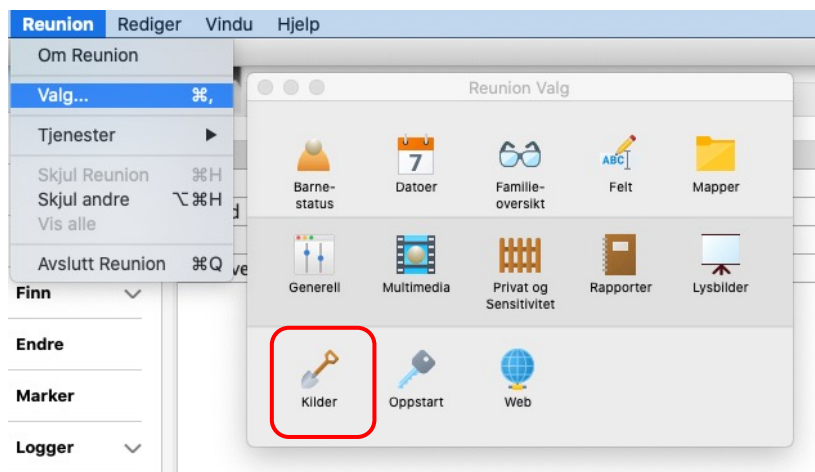 Reunion Rediger Vindu Hjelp
Om Reunion
Valg... ⌘,
Tjenester ▶
Skjul Reunion ⌘H
Skjul andre ⌥⌘H
Vis alle
Avslutt Reunion ⌘Q
Finn
Endre
Marker
Logger
Reunion Valg
7
ABC
Barne-
status
Datoer
Familie-
oversikt
Felt
Mapper
Generell
Multimedia
Privat og
Sensitivitet
Rapporter
Lysbilder
Kilder
Oppstart
Web